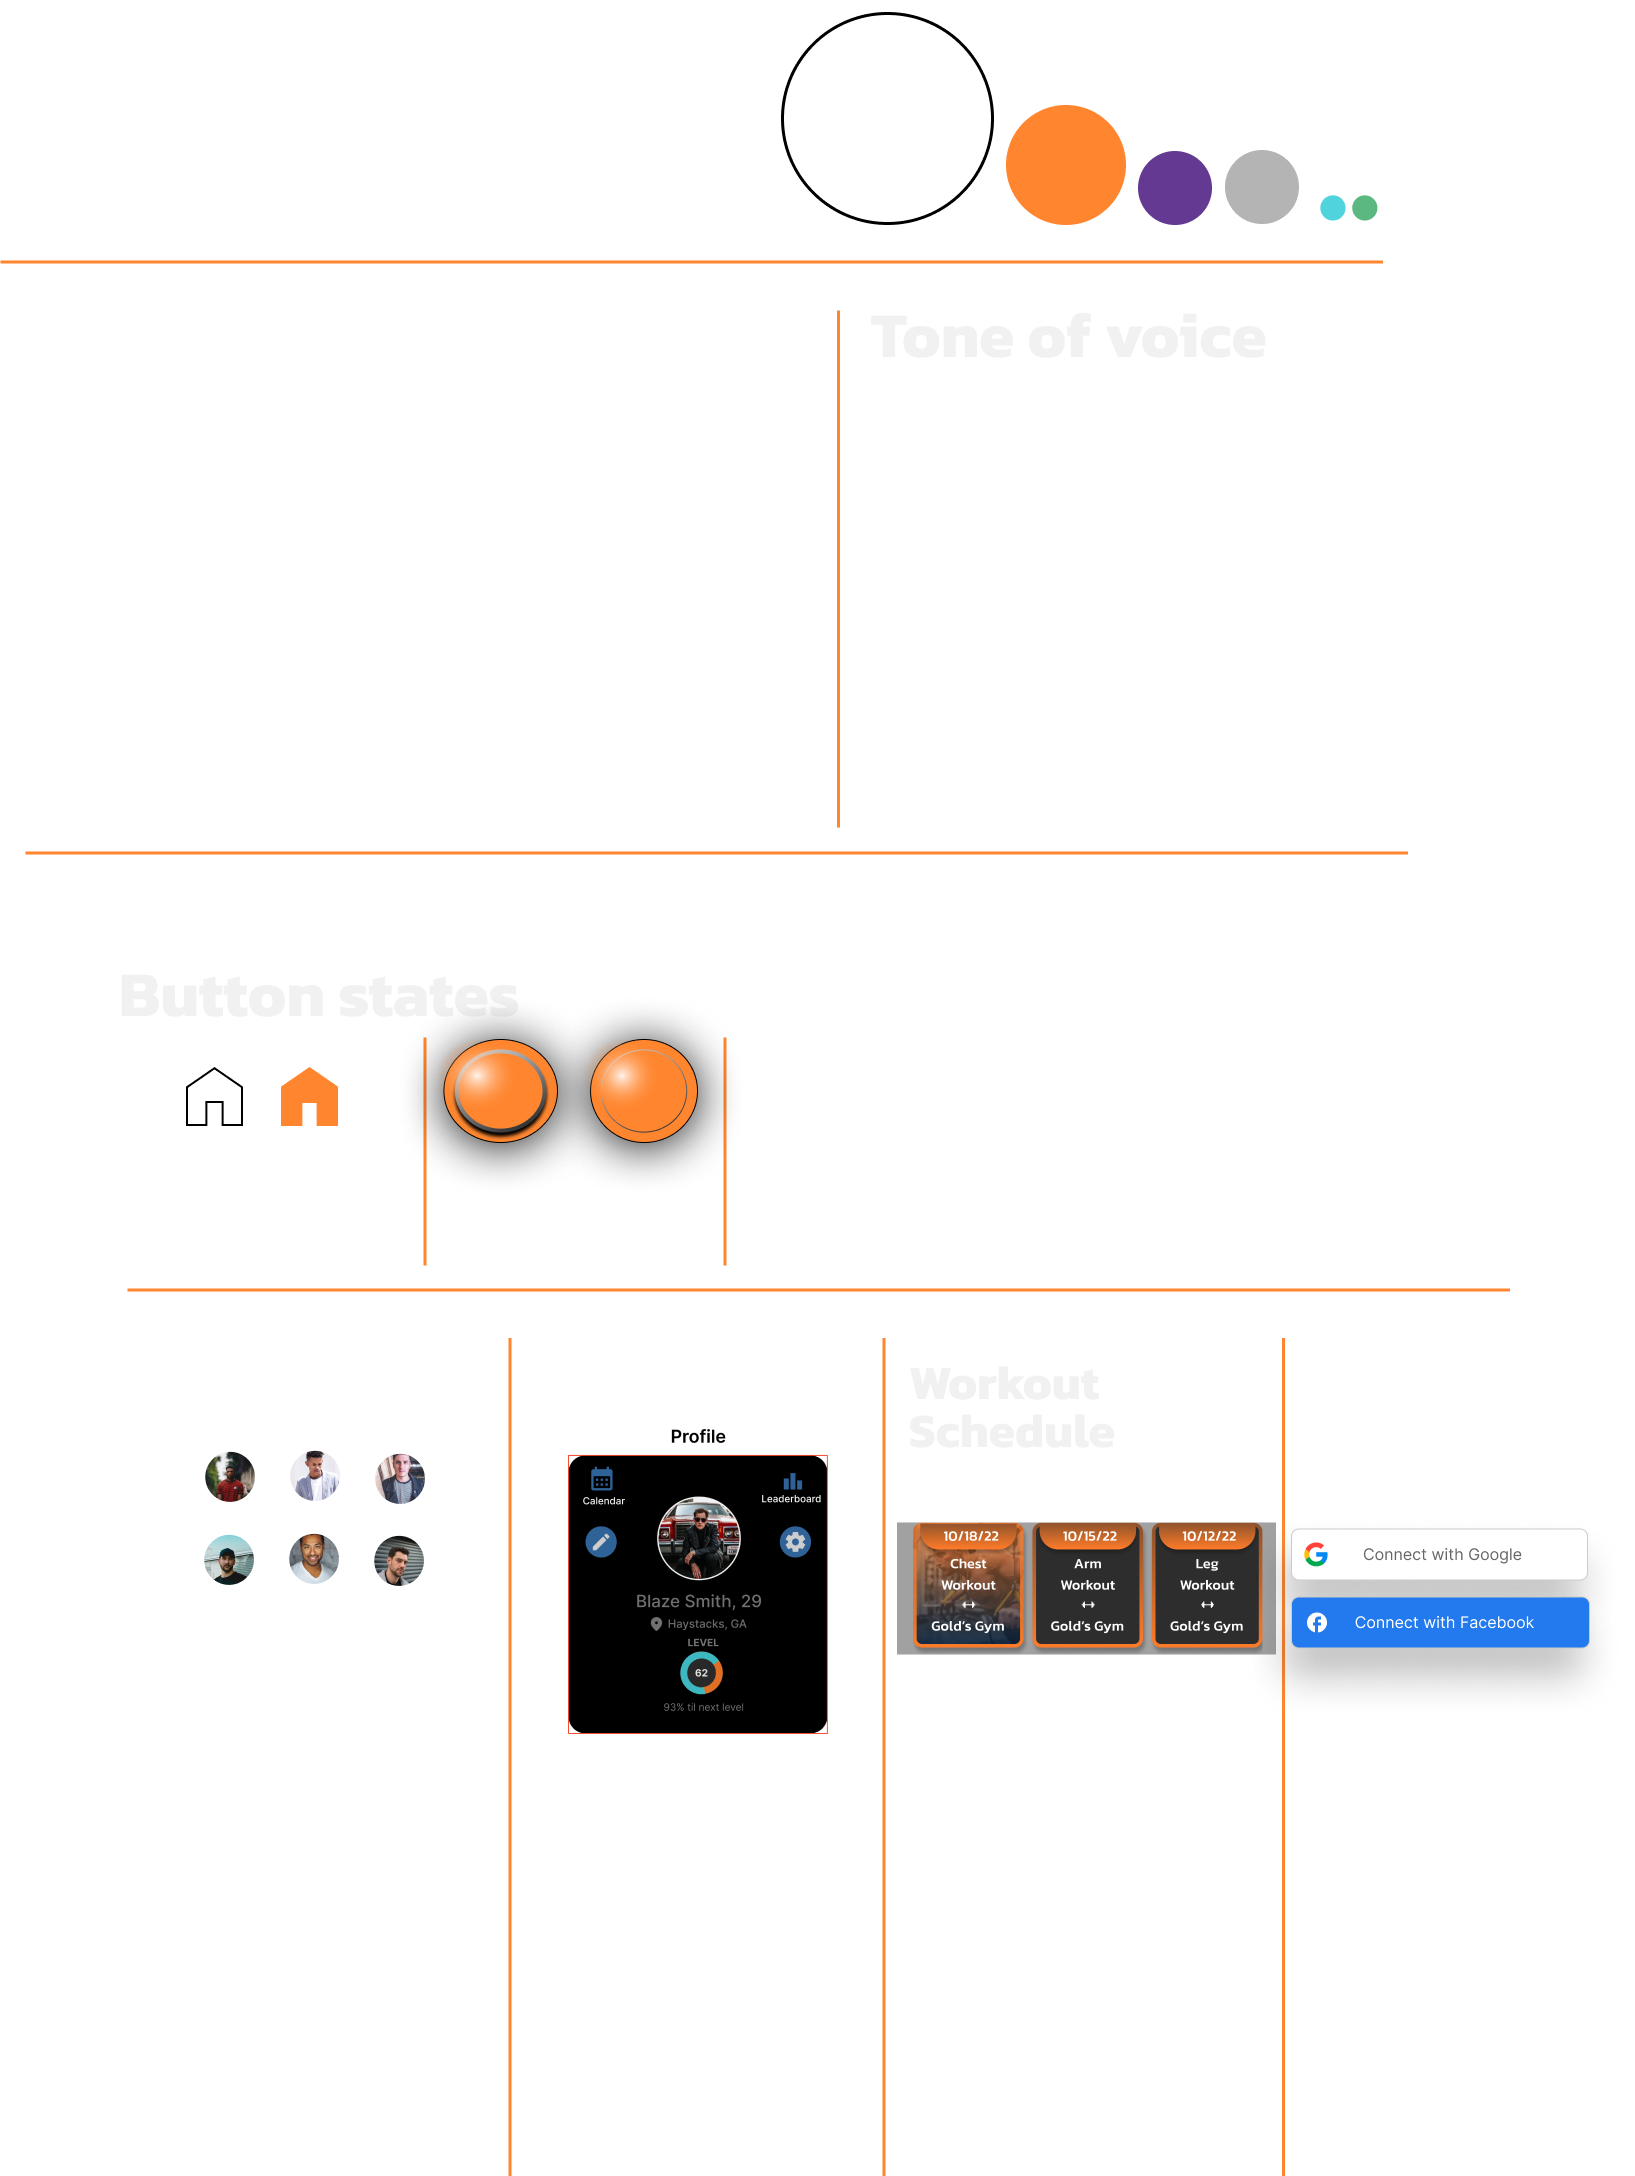 Tone of voice
Button states
Workout
Schedule
Profile
Calendar
Leaderboard
Blaze Smith, 29
Haystacks, GA
LEVEL
62
93% til next level
10/18/22
Chest
Workout
Gold's Gym
10/15/22
Arm
Workout
Gold's Gym
10/12/22
Leg
Workout
Gold's Gym
Connect with Google
Connect with Facebook